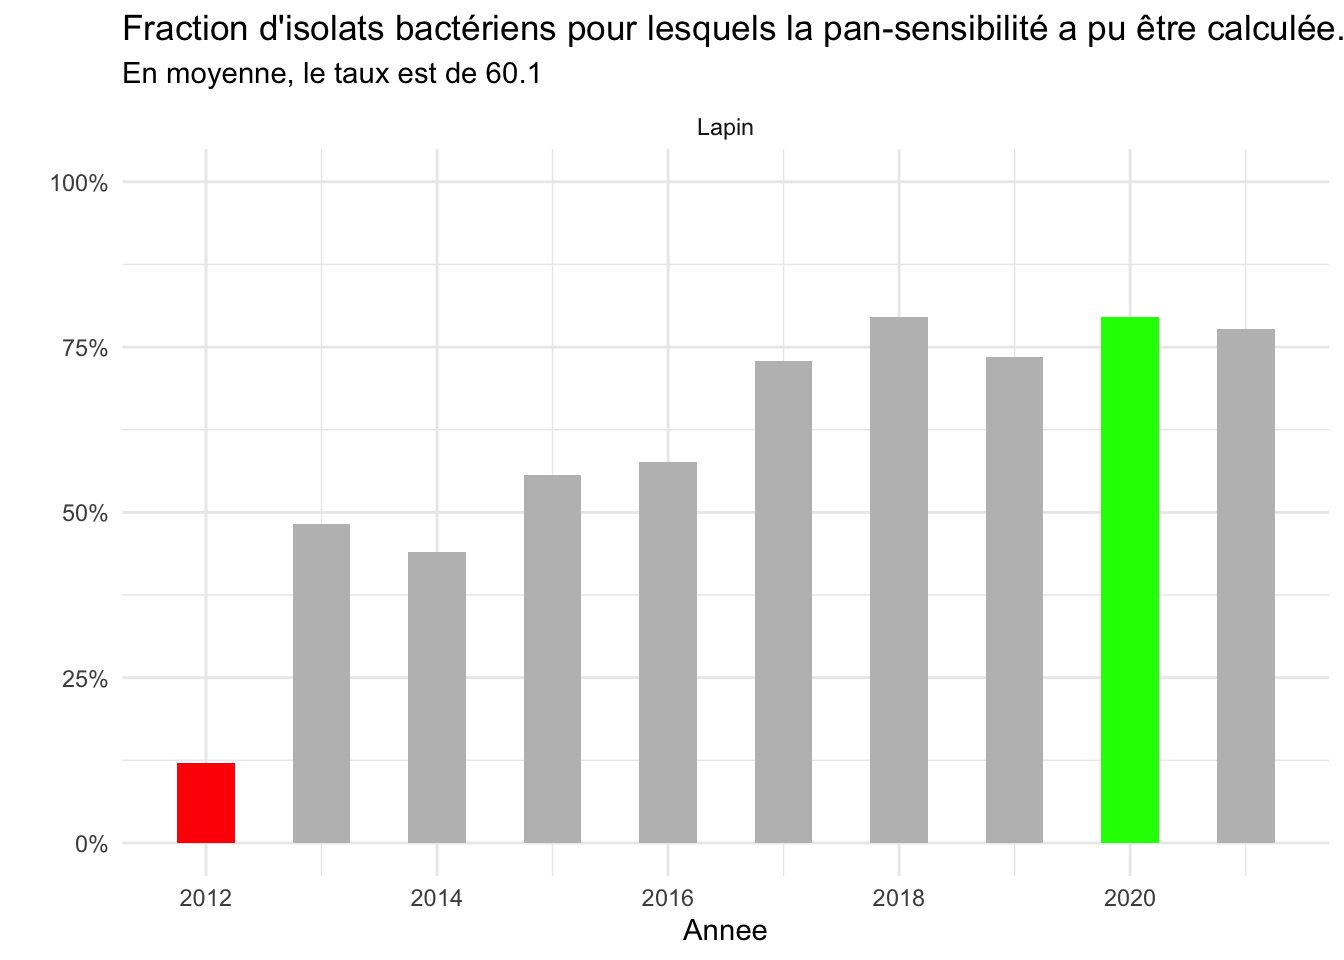 Fraction d'isolats bactériens pour lesquels la pan-sensibilité a pu être calculée.
En moyenne, le taux est de 60.1
Lapin
100%
75%
50%
25%
0%
2012 2014 2016 2018 2020
Annee